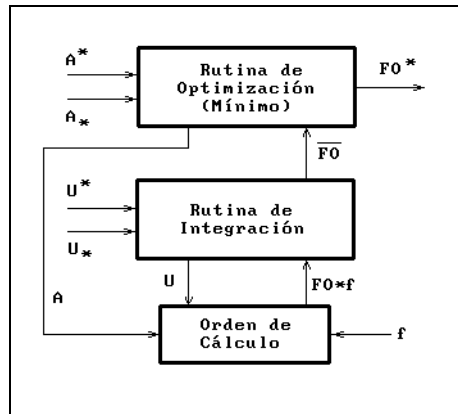 A*
Rutina de
Optimización
(Mínimo)
FO*
A*
FO
U*
Rutina de
Integración
U*
A
U
FO*f
Orden de
Cálculo
f